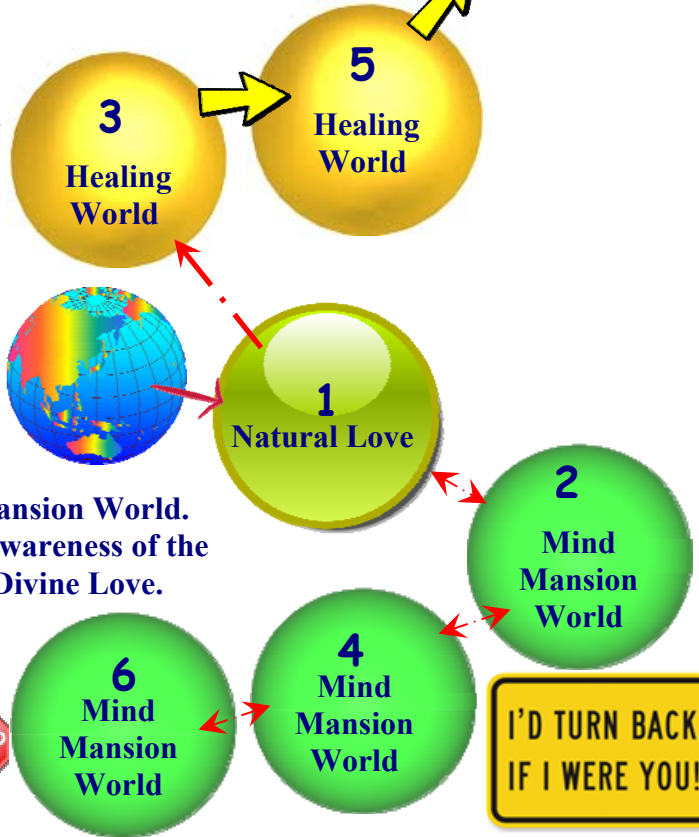 3
Healing
World
5
Healing
World
1
Natural Love
ansion World.
wareness of the
Divine Love.
2
Mind
Mansion
World
4
Mind
Mansion
World
6
Mind
Mansion
World
I'D TURN BACK
IF I WERE YOU!